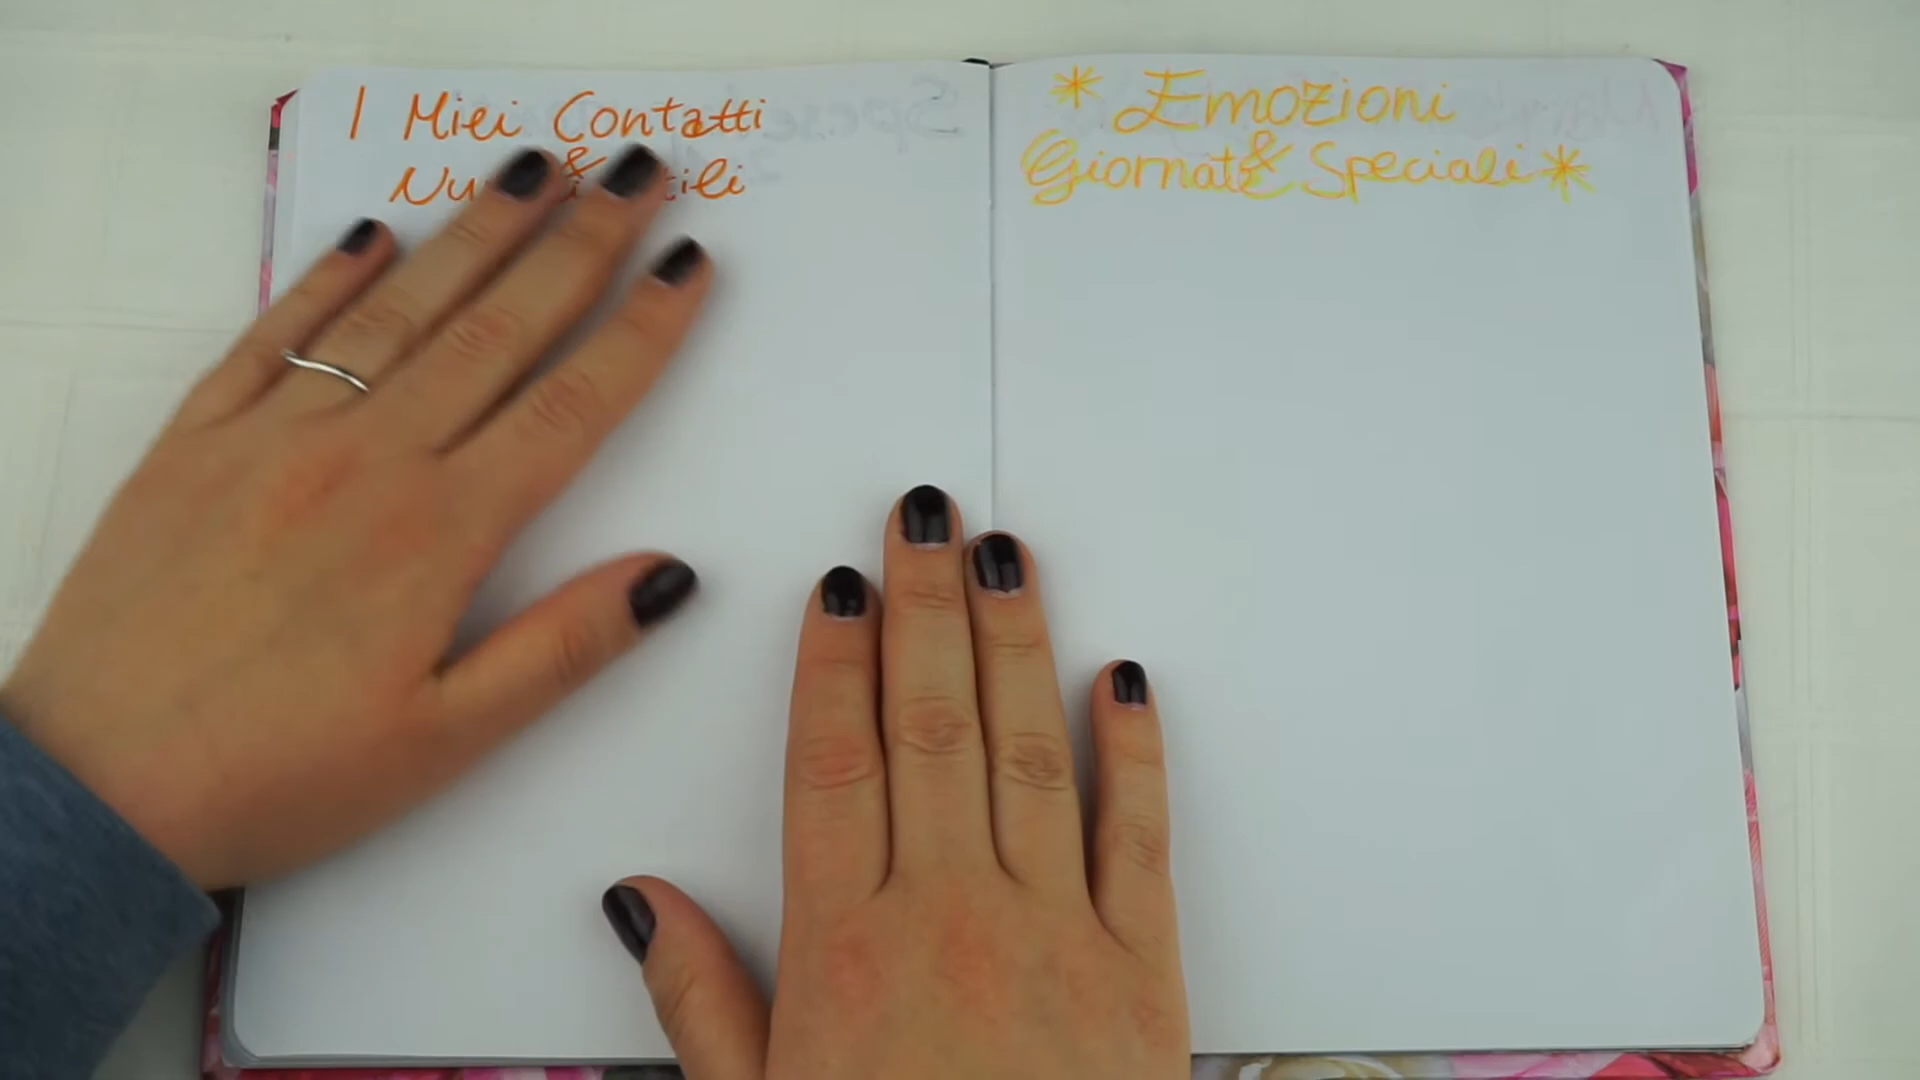 I Miei Contatti
&
Emozioni
&
Giornate Speciali